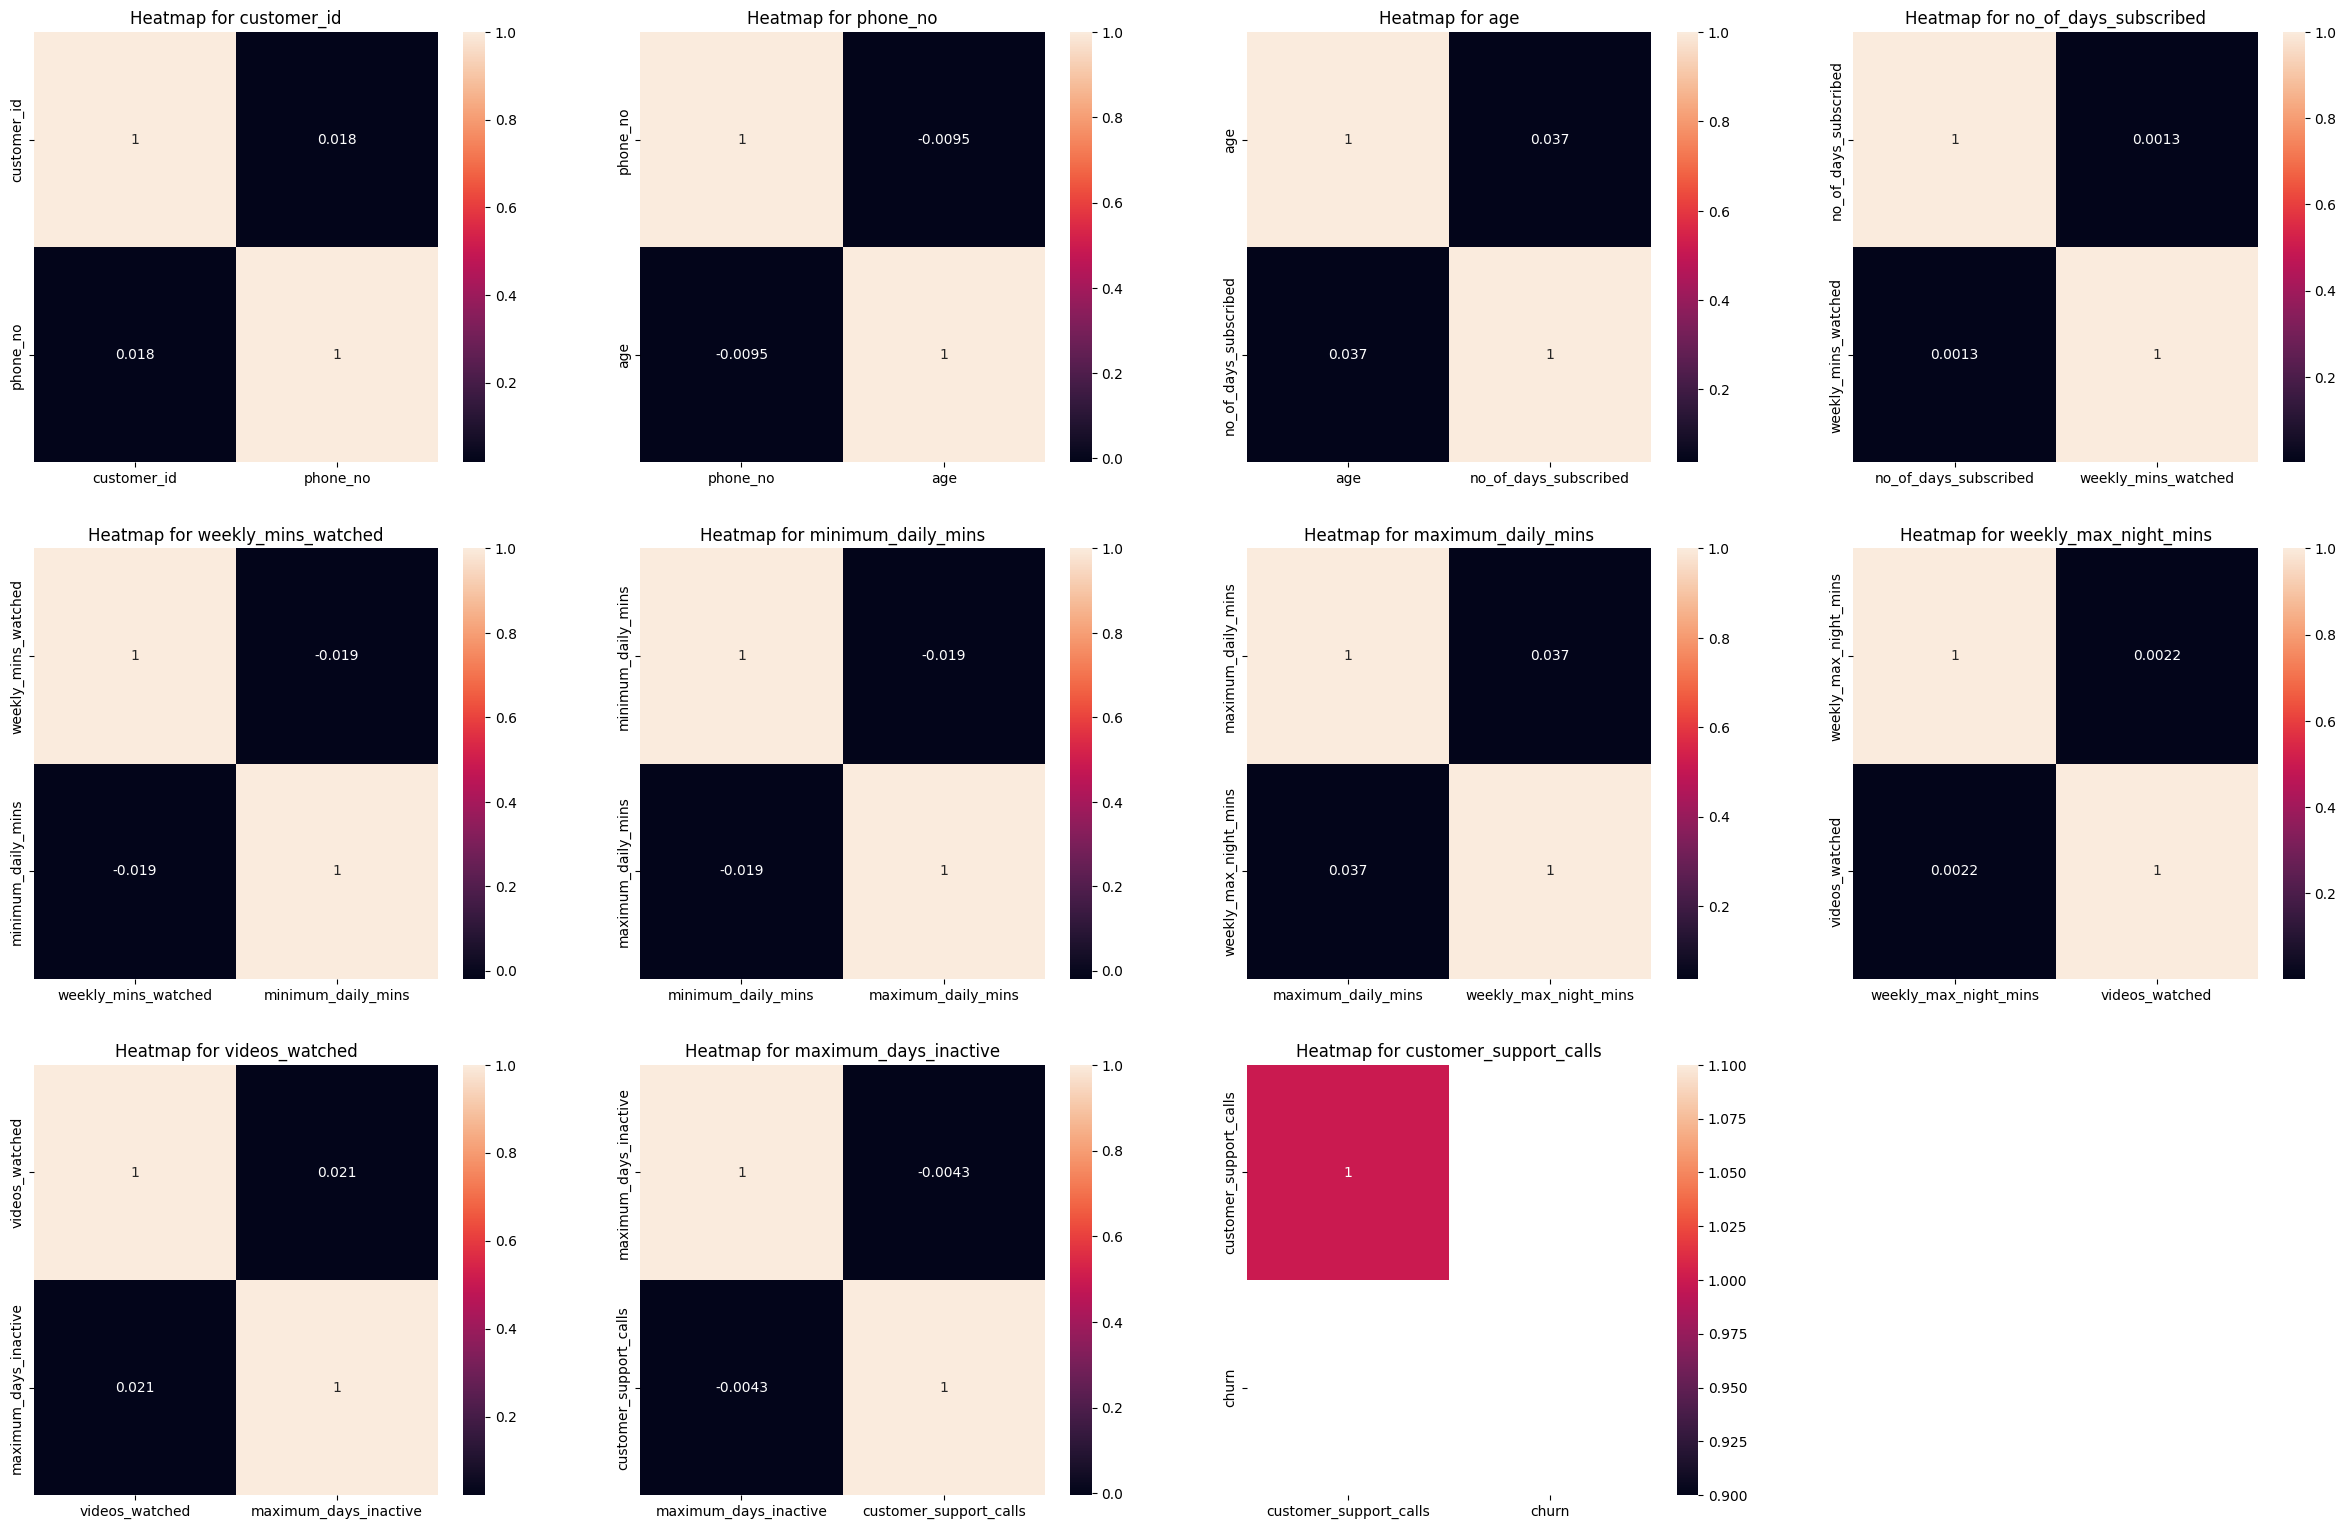 Heatmap for customer_id
customer_id
phone_no
1
0.018
0.018
1
customer_id
phone_no
1.0
0.8
0.6
0.4
0.2
Heatmap for phone_no
phone_no
age
1
-0.0095
-0.0095
1
phone_no
age
1.0
0.8
0.6
0.4
0.2
0.0
Heatmap for age
age
no_of_days_subscribed
1
0.037
0.037
1
age
no_of_days_subscribed
1.0
0.8
0.6
0.4
0.2
Heatmap for no_of_days_subscribed
no_of_days_subscribed
weekly_mins_watched
1
0.0013
0.0013
1
no_of_days_subscribed
weekly_mins_watched
1.0
0.8
0.6
0.4
0.2
Heatmap for weekly_mins_watched
weekly_mins_watched
minimum_daily_mins
1
-0.019
-0.019
1
weekly_mins_watched
minimum_daily_mins
1.0
0.8
0.6
0.4
0.2
0.0
Heatmap for minimum_daily_mins
minimum_daily_mins
maximum_daily_mins
1
-0.019
-0.019
1
minimum_daily_mins
maximum_daily_mins
1.0
0.8
0.6
0.4
0.2
0.0
Heatmap for maximum_daily_mins
maximum_daily_mins
weekly_max_night_mins
1
0.037
0.037
1
maximum_daily_mins
weekly_max_night_mins
1.0
0.8
0.6
0.4
0.2
Heatmap for weekly_max_night_mins
weekly_max_night_mins
videos_watched
1
0.0022
0.0022
1
weekly_max_night_mins
videos_watched
1.0
0.8
0.6
0.4
0.2
Heatmap for videos_watched
videos_watched
maximum_days_inactive
1
0.021
0.021
1
videos_watched
maximum_days_inactive
1.0
0.8
0.6
0.4
0.2
Heatmap for maximum_days_inactive
maximum_days_inactive
customer_support_calls
1
-0.0043
-0.0043
1
maximum_days_inactive
customer_support_calls
1.0
0.8
0.6
0.4
0.2
0.0
Heatmap for customer_support_calls
customer_support_calls
churn
1
customer_support_calls
churn
1.100
1.075
1.050
1.025
1.000
0.975
0.950
0.925
0.900